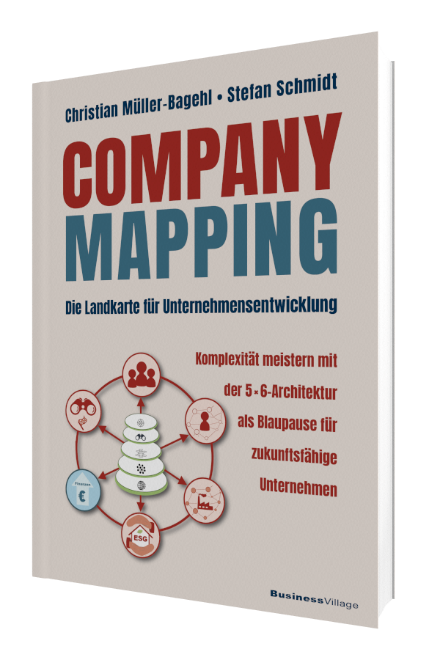 Christian Müller-Bagehl • Stefan Schmidt
COMPANY
MAPPING
Die Landkarte für Unternehmensentwicklung
Komplexität meistern mit
der 5×6-Architektur
als Blaupause für
zukunftsfähige
Unternehmen
€
ESG
BusinessVillage